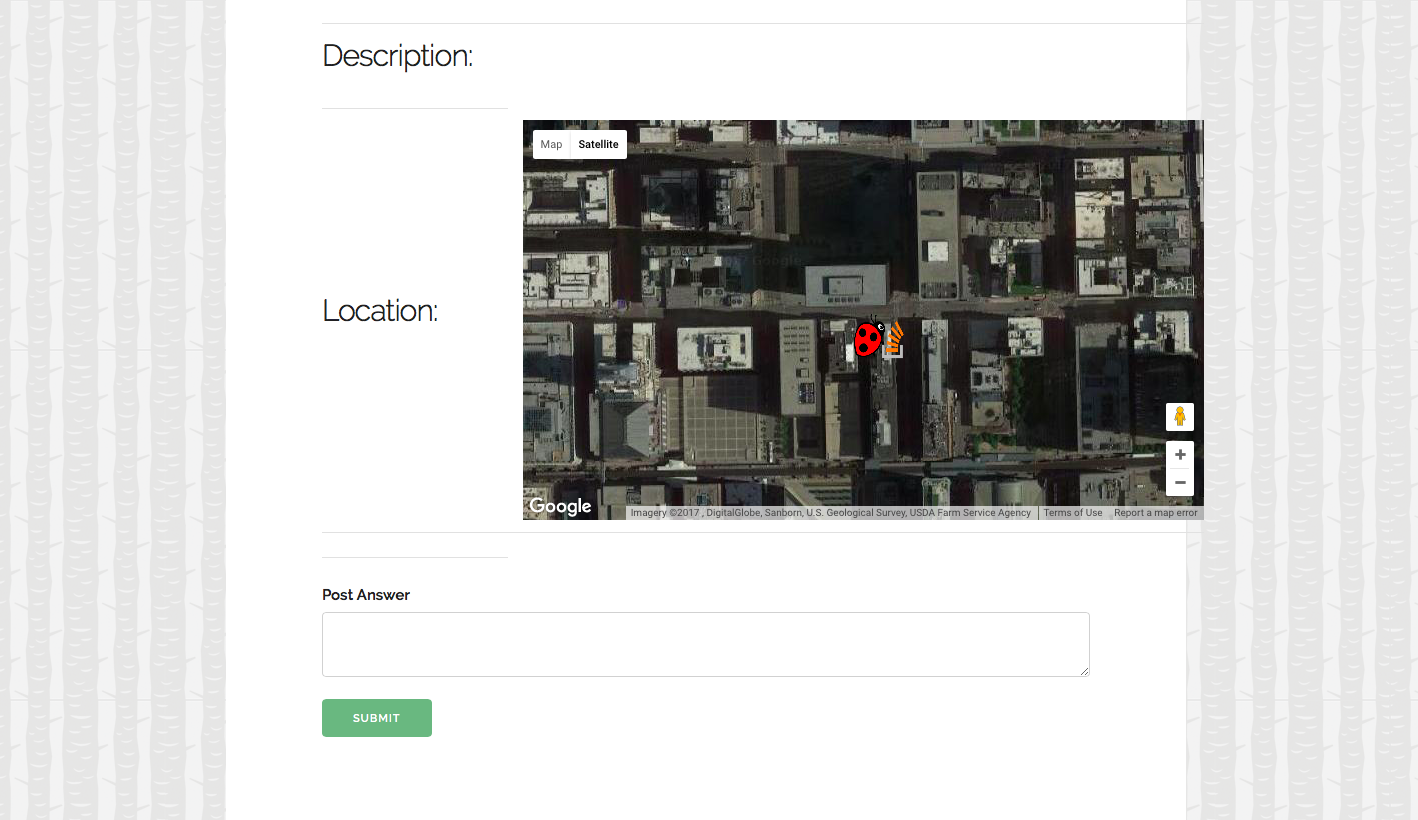 Description:
Map Satellite
Google
Location:
Google
Imagery ©2017 , DigitalGlobe, Sanborn, U.S. Geological Survey, USDA Farm Service Agency Terms of Use Report a map error
Post Answer
SUBMIT